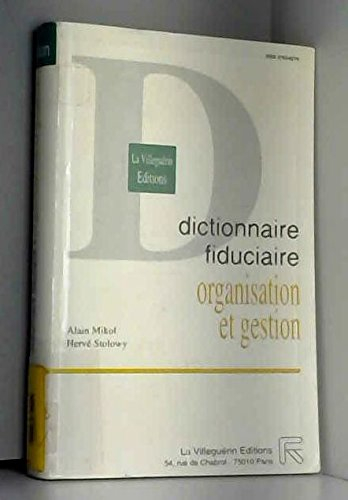 D
La Villeguérin
Editions
dictionnaire
fiduciaire
organisation
et gestion
Alain Mikol
Hervé Stolowy
La Villeguérin Editions
54, rue de Chabrol - 75010 Paris